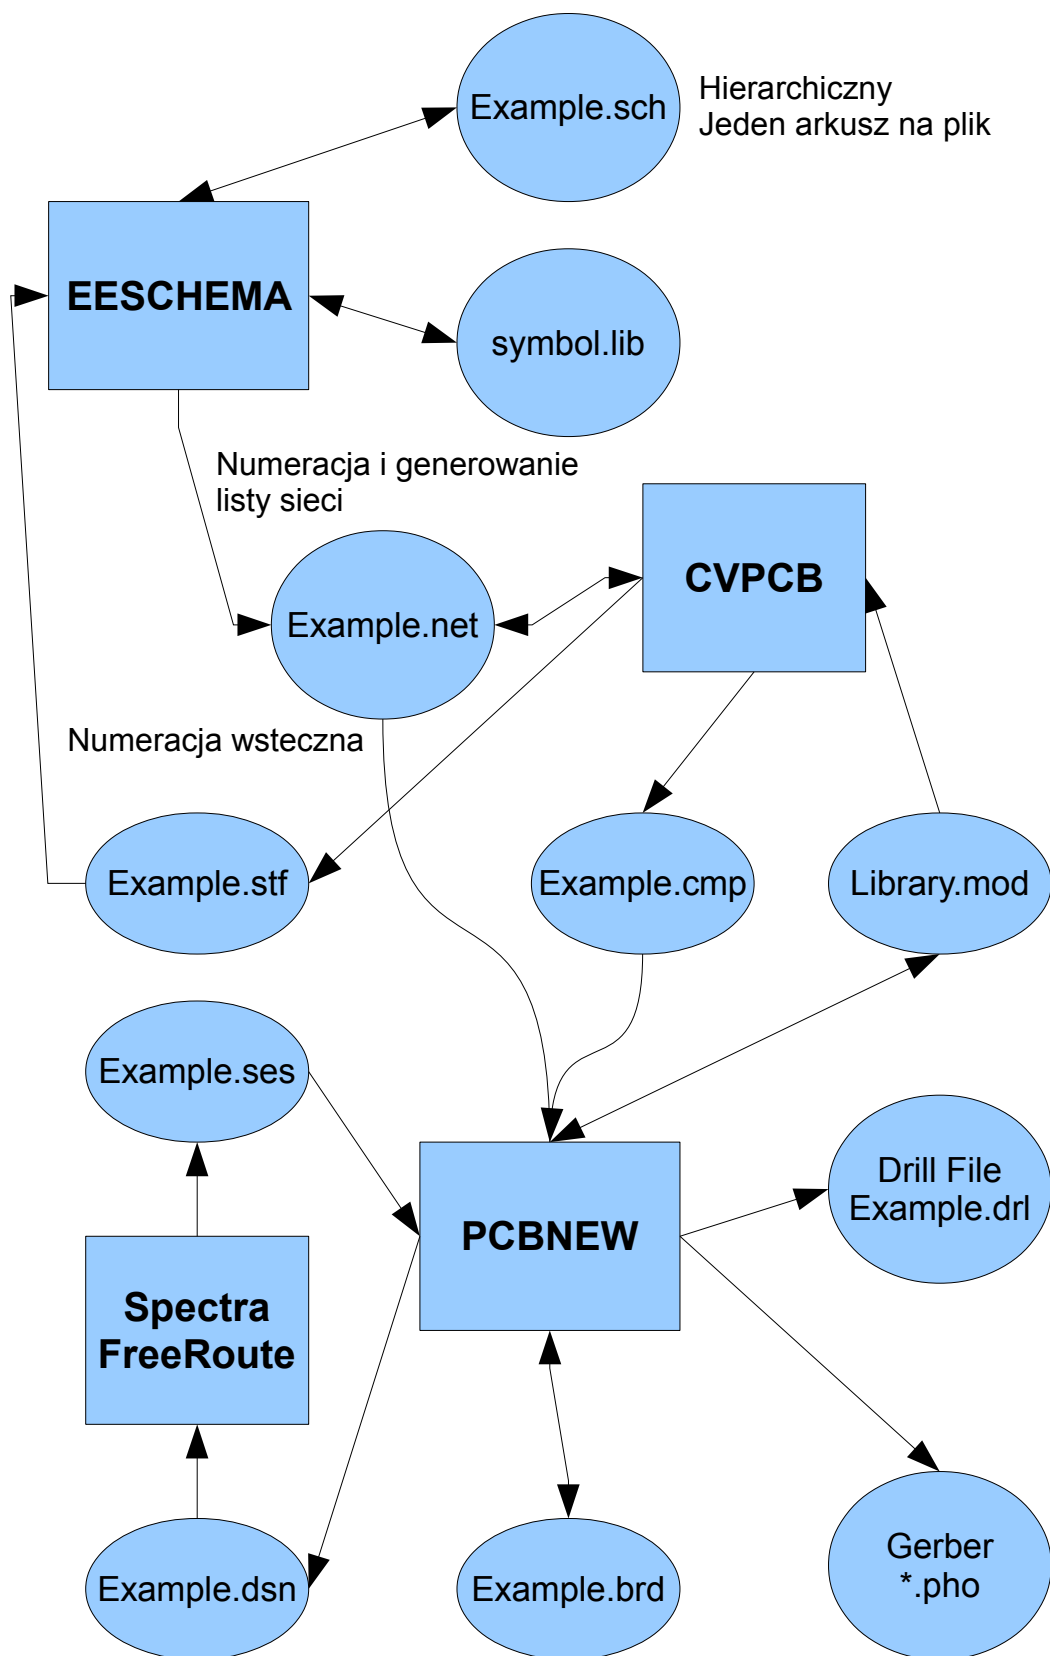 Example.sch
Hierarchiczny
Jeden arkusz na plik
EESCHEMA
symbol.lib
Numeracja i generowanie
listy sieci
CVPCB
Example.net
Numeracja wsteczna
Example.stf
Example.cmp
Library.mod
Example.ses
Drill File
Example.drl
PCBNEW
Spectra
FreeRoute
Example.dsn
Example.brd
Gerber
*.pho